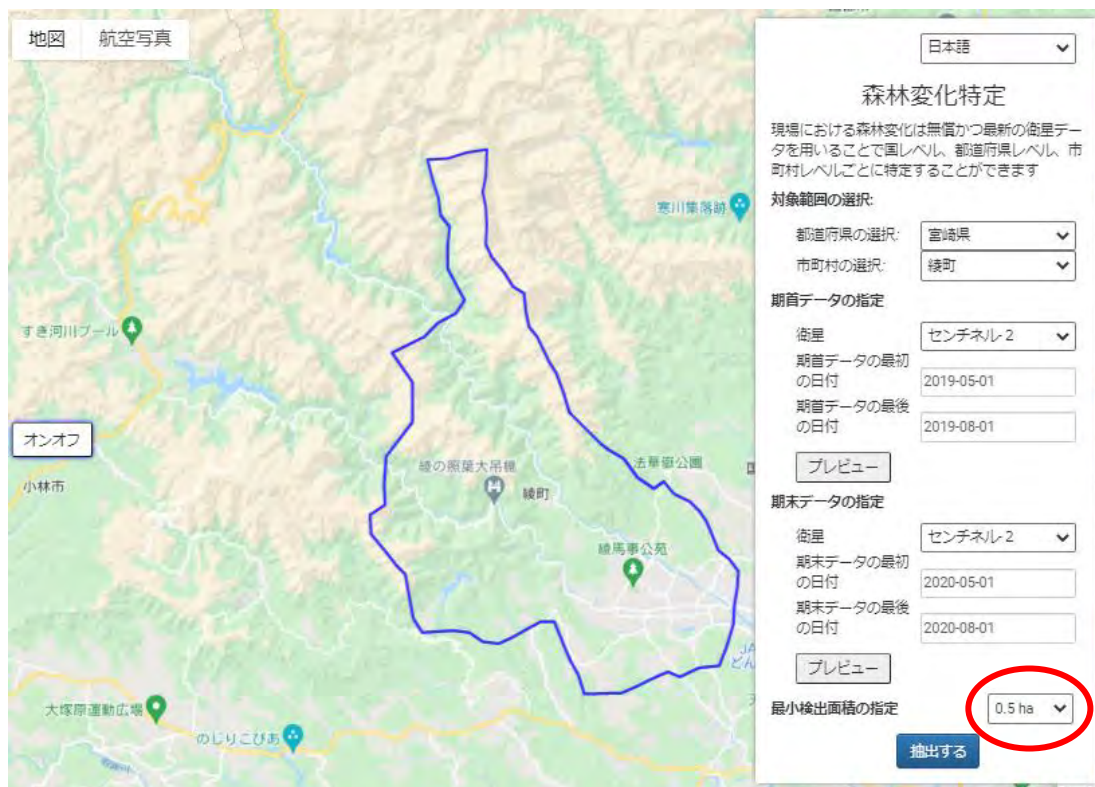 地図 航空写真
寒川集落跡
すき河川プール
オンオフ
小林市
綾の照葉大吊橋
法華嶽公園
綾町
綾馬事公苑
大塚原運動広場
のじりこぴあ
日本語
森林変化特定
現場における森林変化は無償かつ最新の衛星デー
タを用いることで国レベル、都道府県レベル、市
町村レベルごとに特定することができます
対象範囲の選択:
都道府県の選択: 宮崎県
市町村の選択: 綾町
期首データの指定
衛星 センチネル-2
期首データの最初
の日付 2019-05-01
期首データの最後
の日付 2019-08-01
プレビュー
期末データの指定
衛星 センチネル-2
期末データの最初
の日付 2020-05-01
期末データの最後
の日付 2020-08-01
プレビュー
最小検出面積の指定 0.5 ha
抽出する